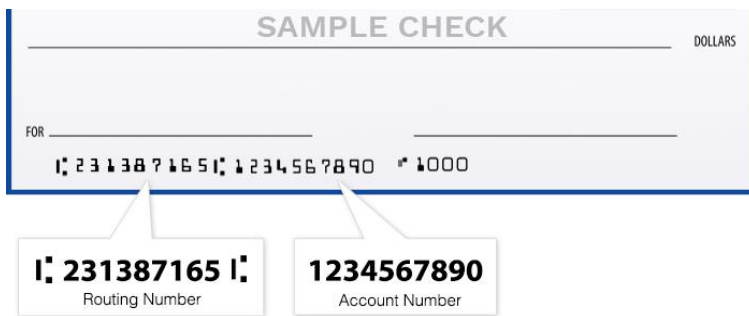 SAMPLE CHECK
DOLLARS
FOR
⑆231387165⑆ 1234567890 ⑈1000
⑆ 231387165 ⑆
Routing Number
1234567890
Account Number